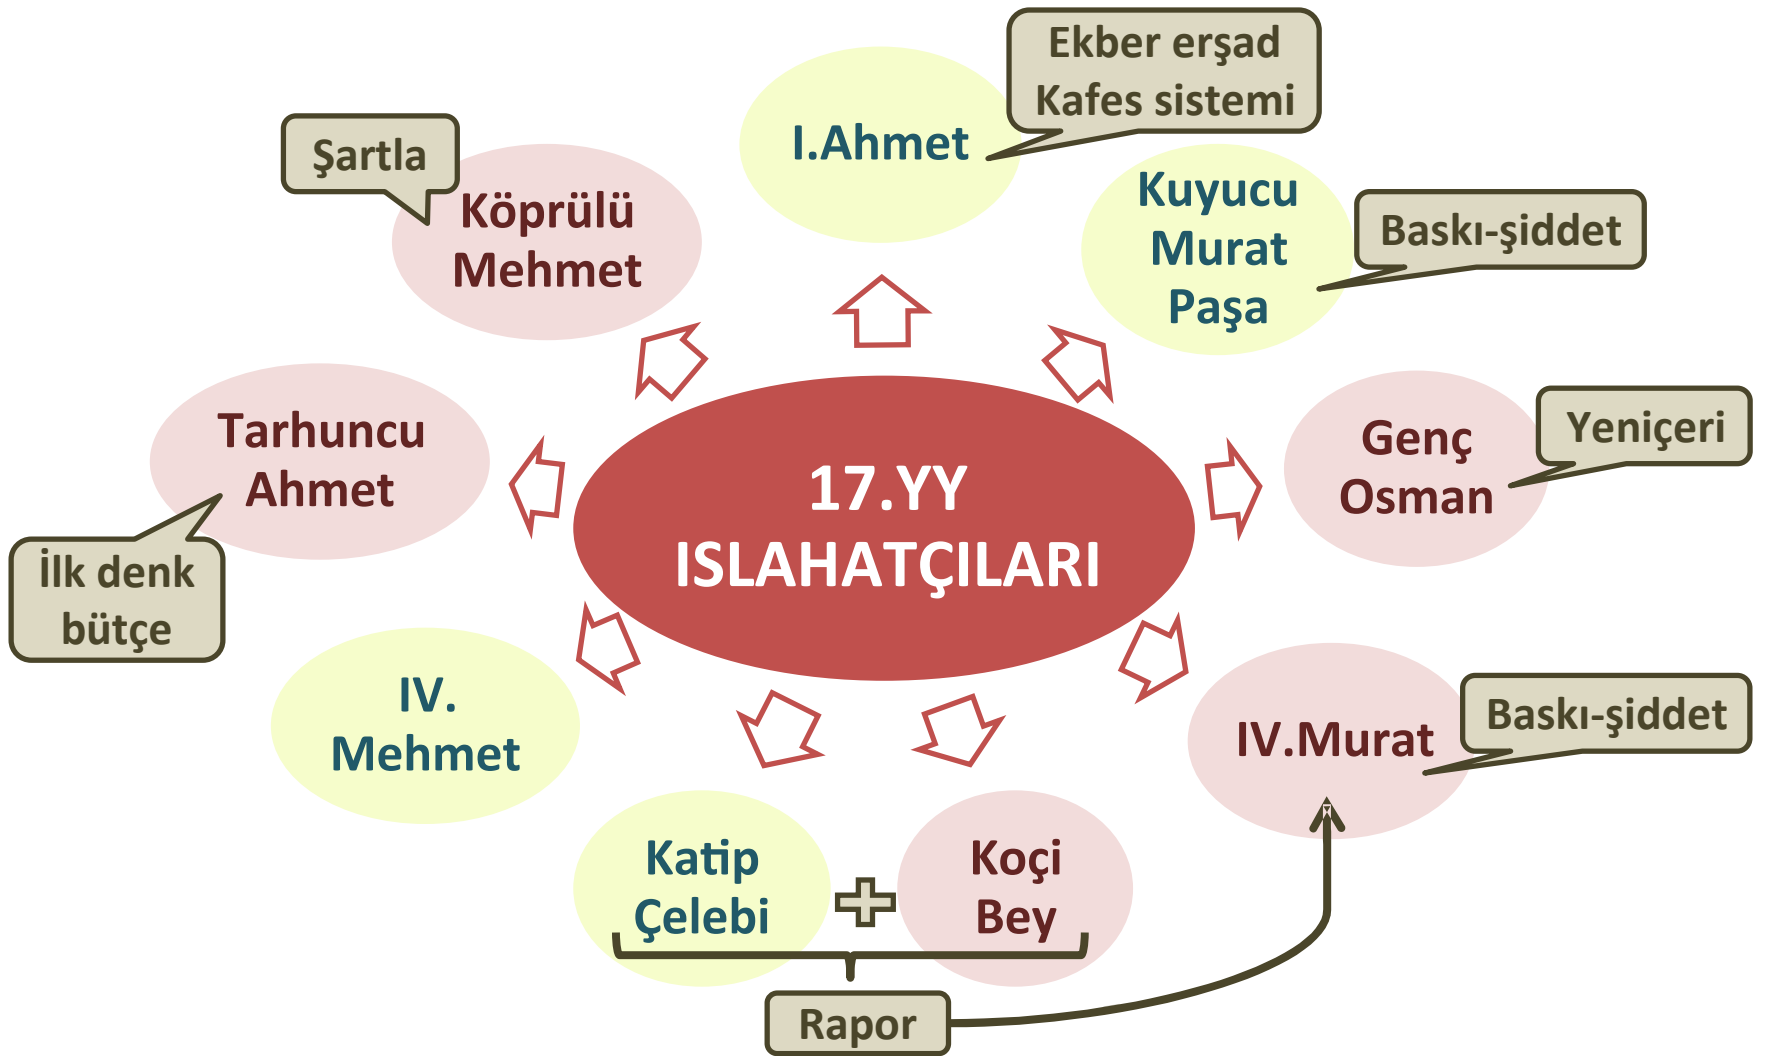 Ekber erşad
Kafes sistemi
I.Ahmet
Şartla
Köprülü
Mehmet
Kuyucu
Murat
Paşa
Baskı-şiddet
Tarhuncu
Ahmet
İlk denk
bütçe
17.YY
ISLAHATÇILARI
Genç
Osman
Yeniçeri
IV.
Mehmet
IV.Murat
Baskı-şiddet
Katip
Çelebi
Koçi
Bey
Rapor